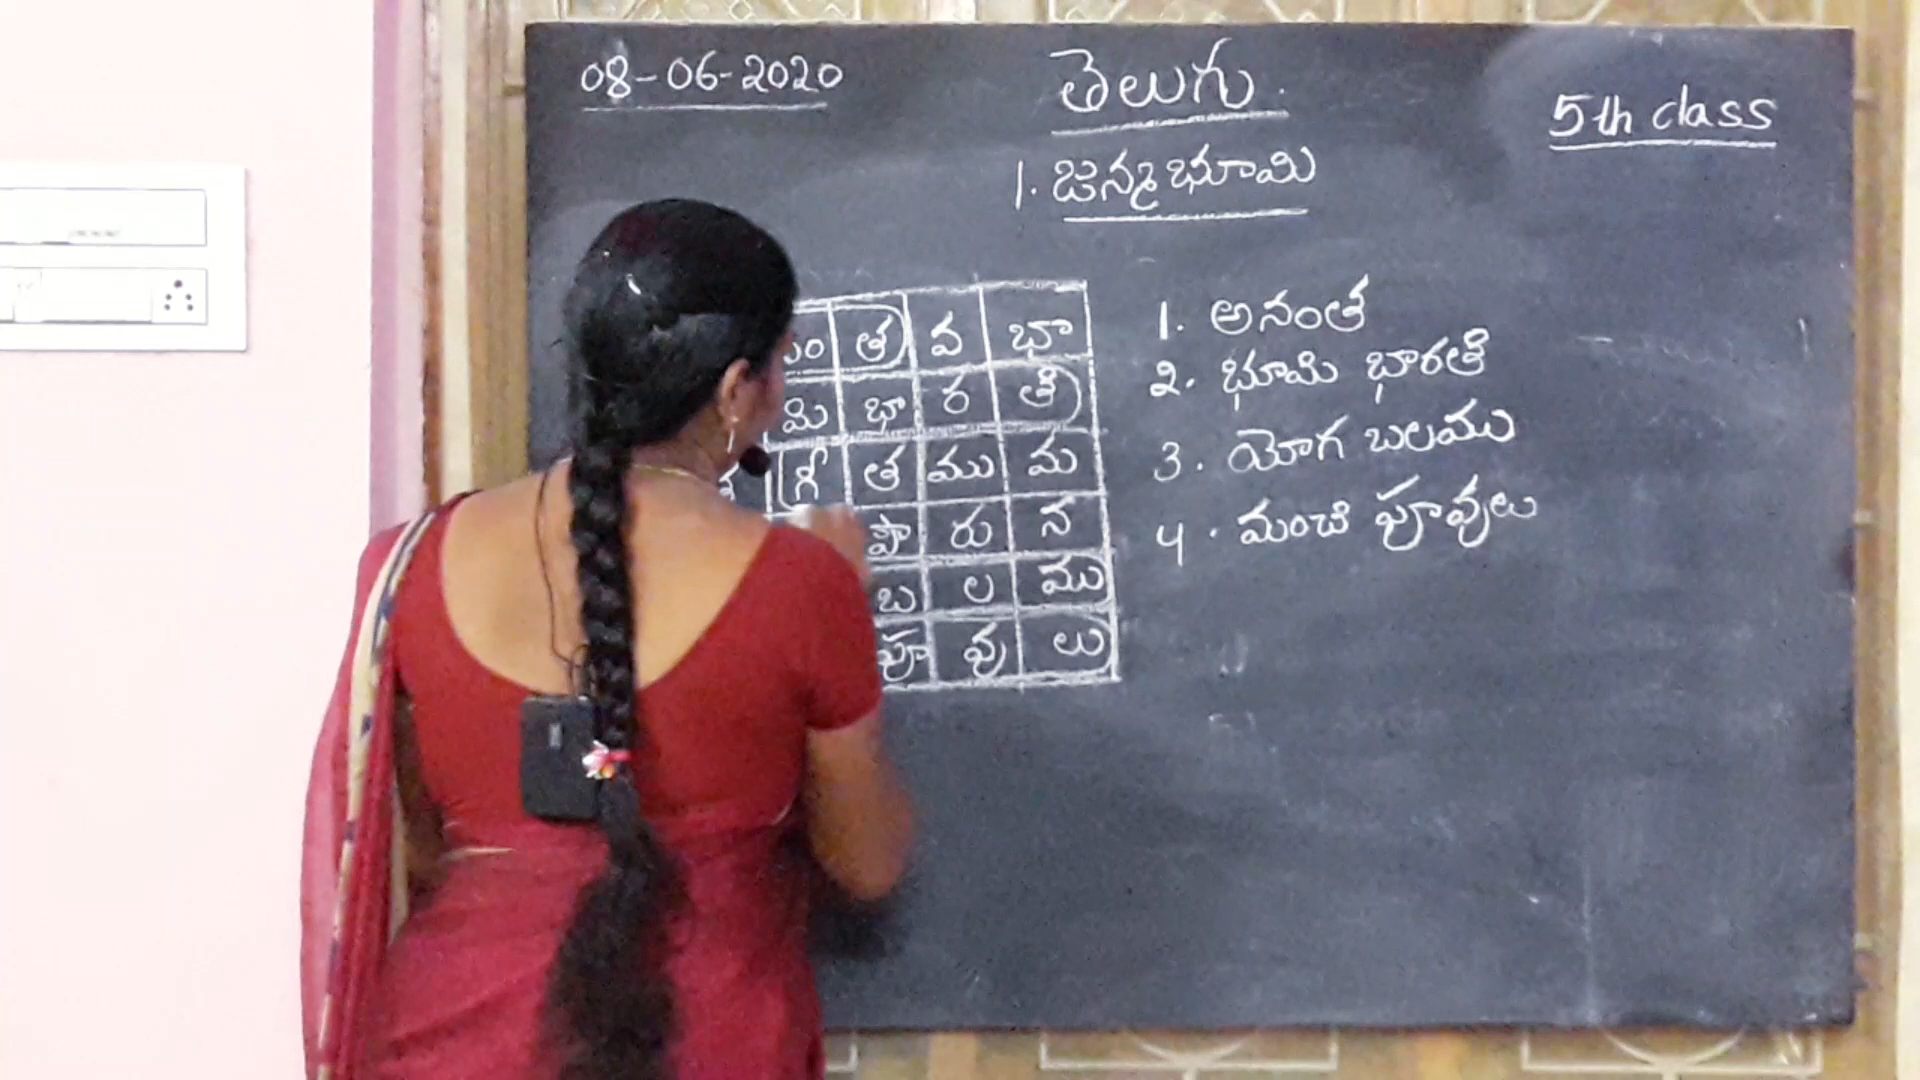 08-06-2020
తెలుగు.
5th class
1. జన్మభూమి
త వ భా
మి భా ర తి
గీ త ము మ
పా రు న
బ ల ము
పూ వు లు
1. అనంత
2. భూమి భారతి
3. యోగ బలము
4. మంచి పూవులు